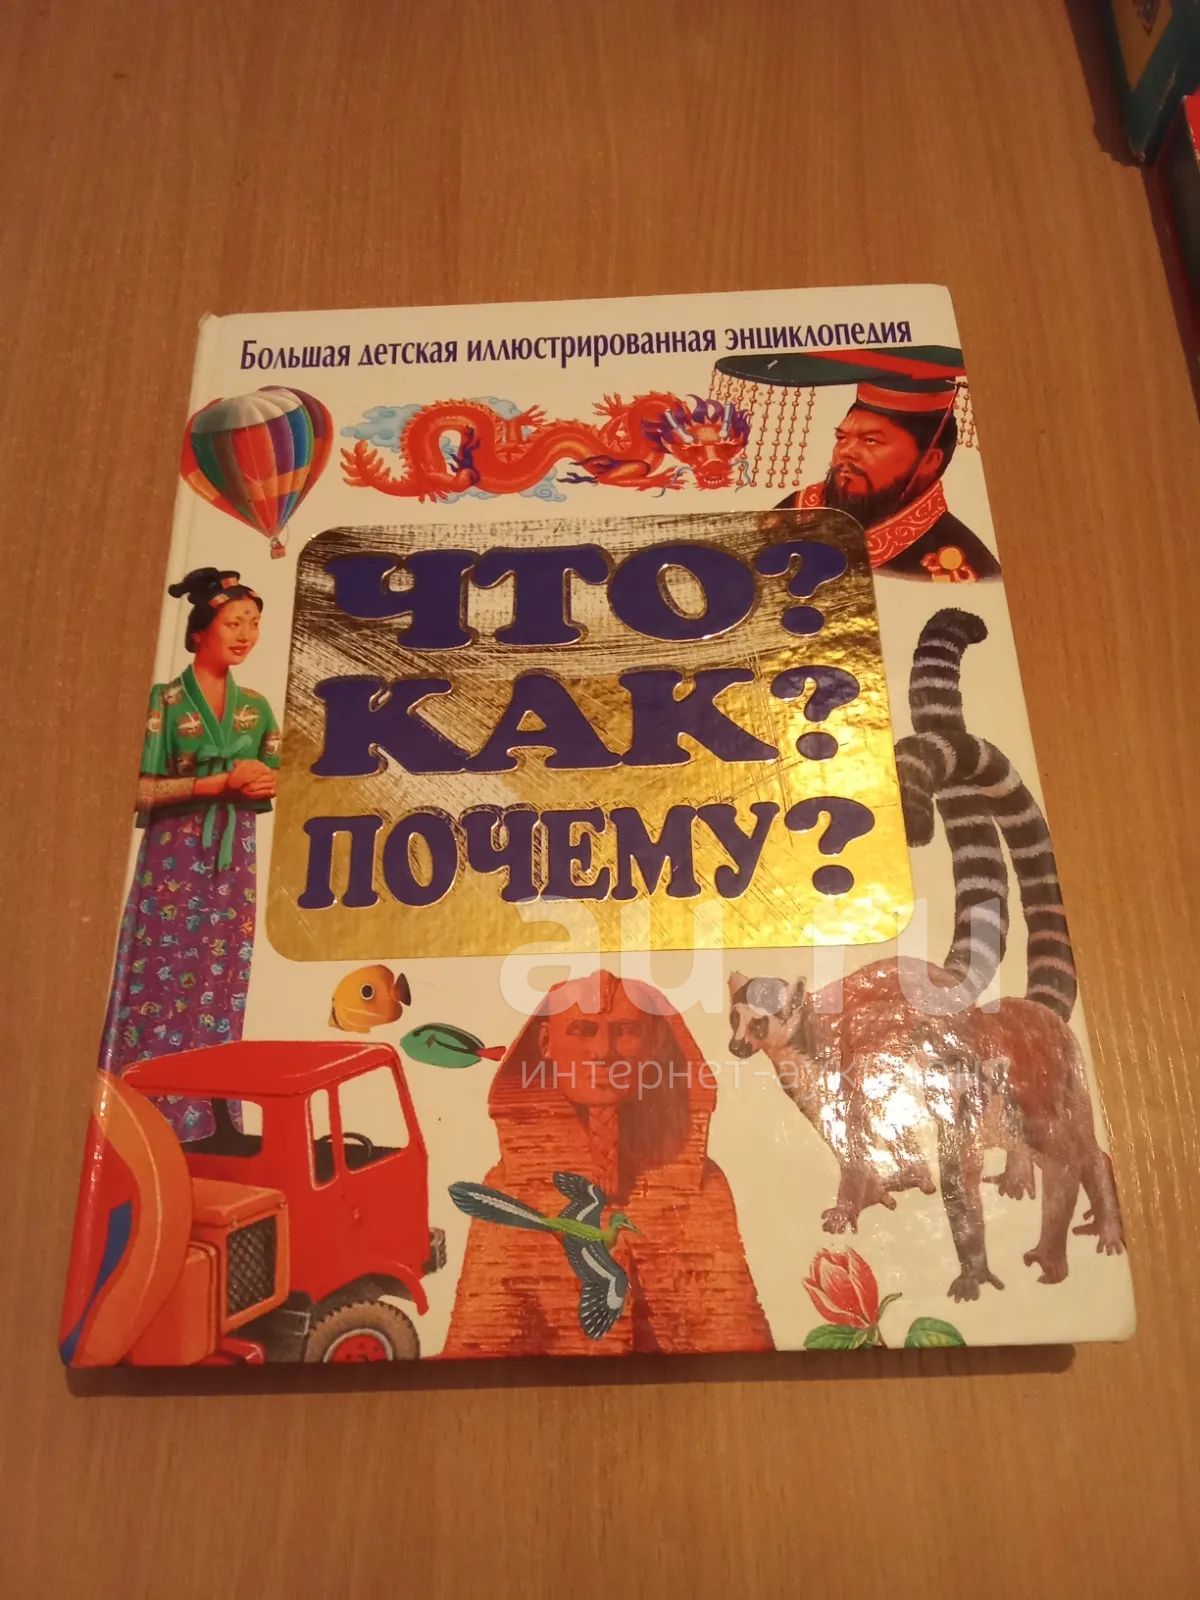 Большая детская иллюстрированная энциклопедия
ЧТО?
КАК?
ПОЧЕМУ?
au.ru
интернет-аукцион